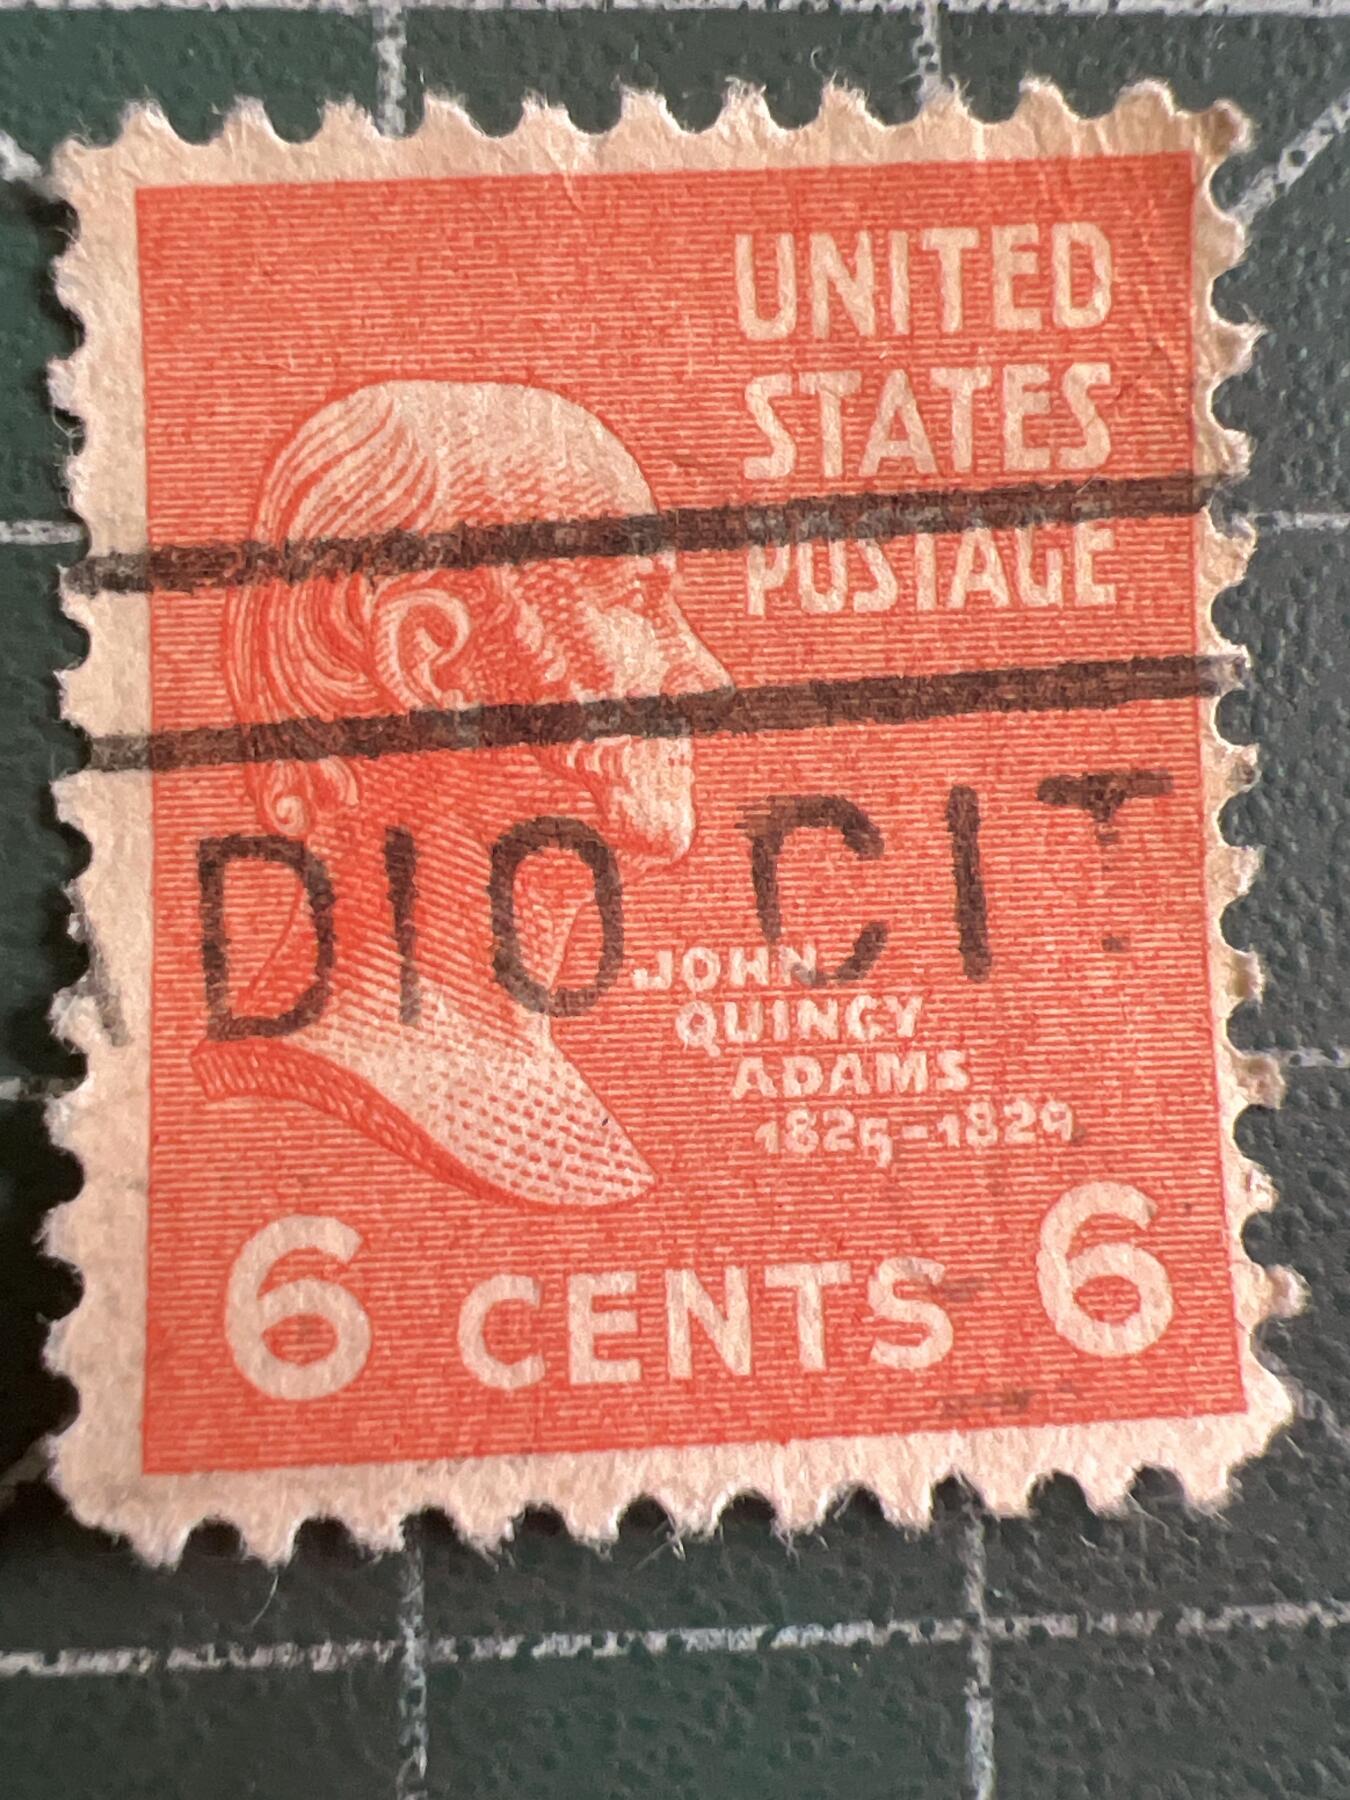 UNITED
STATES
POSTAGE
DIO CIT
JOHN
QUINCY
ADAMS
1825-1829
6 CENTS 6